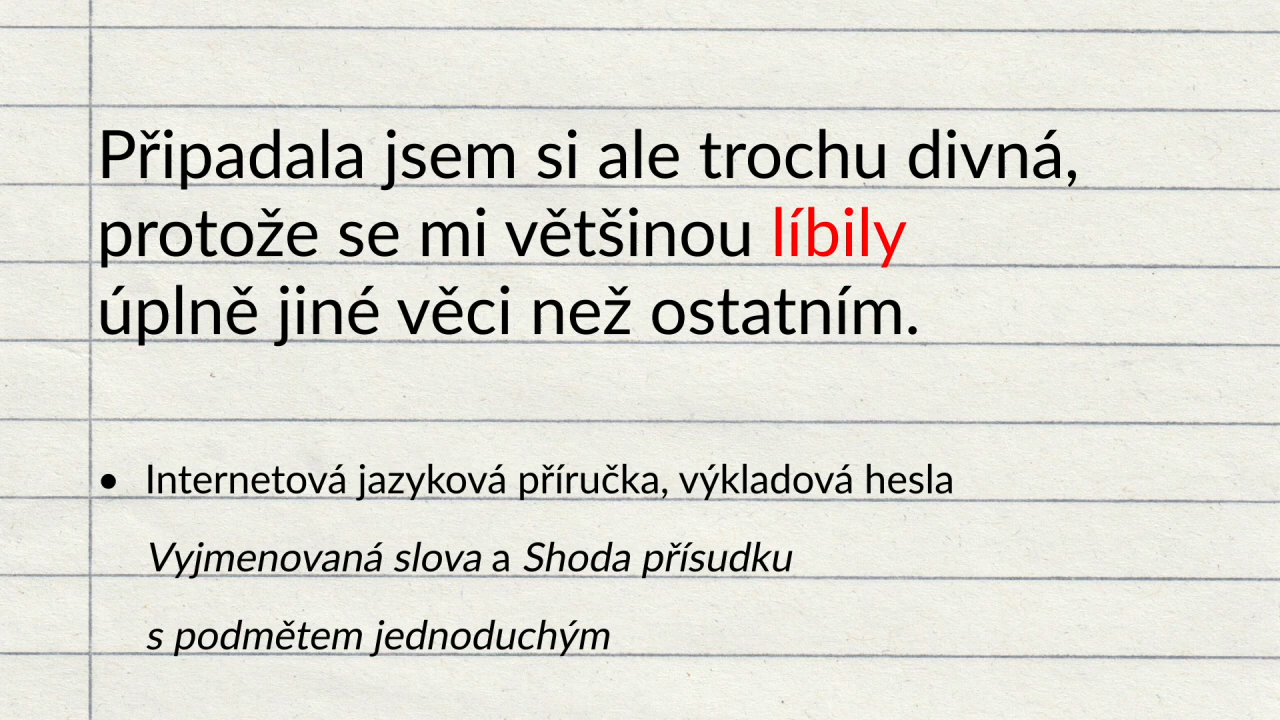 Připadala jsem si ale trochu divná,
protože se mi většinou líbily
úplně jiné věci než ostatním.
• Internetová jazyková příručka, výkladová hesla
Vyjmenovaná slova a Shoda přísudku
s podmětem jednoduchým